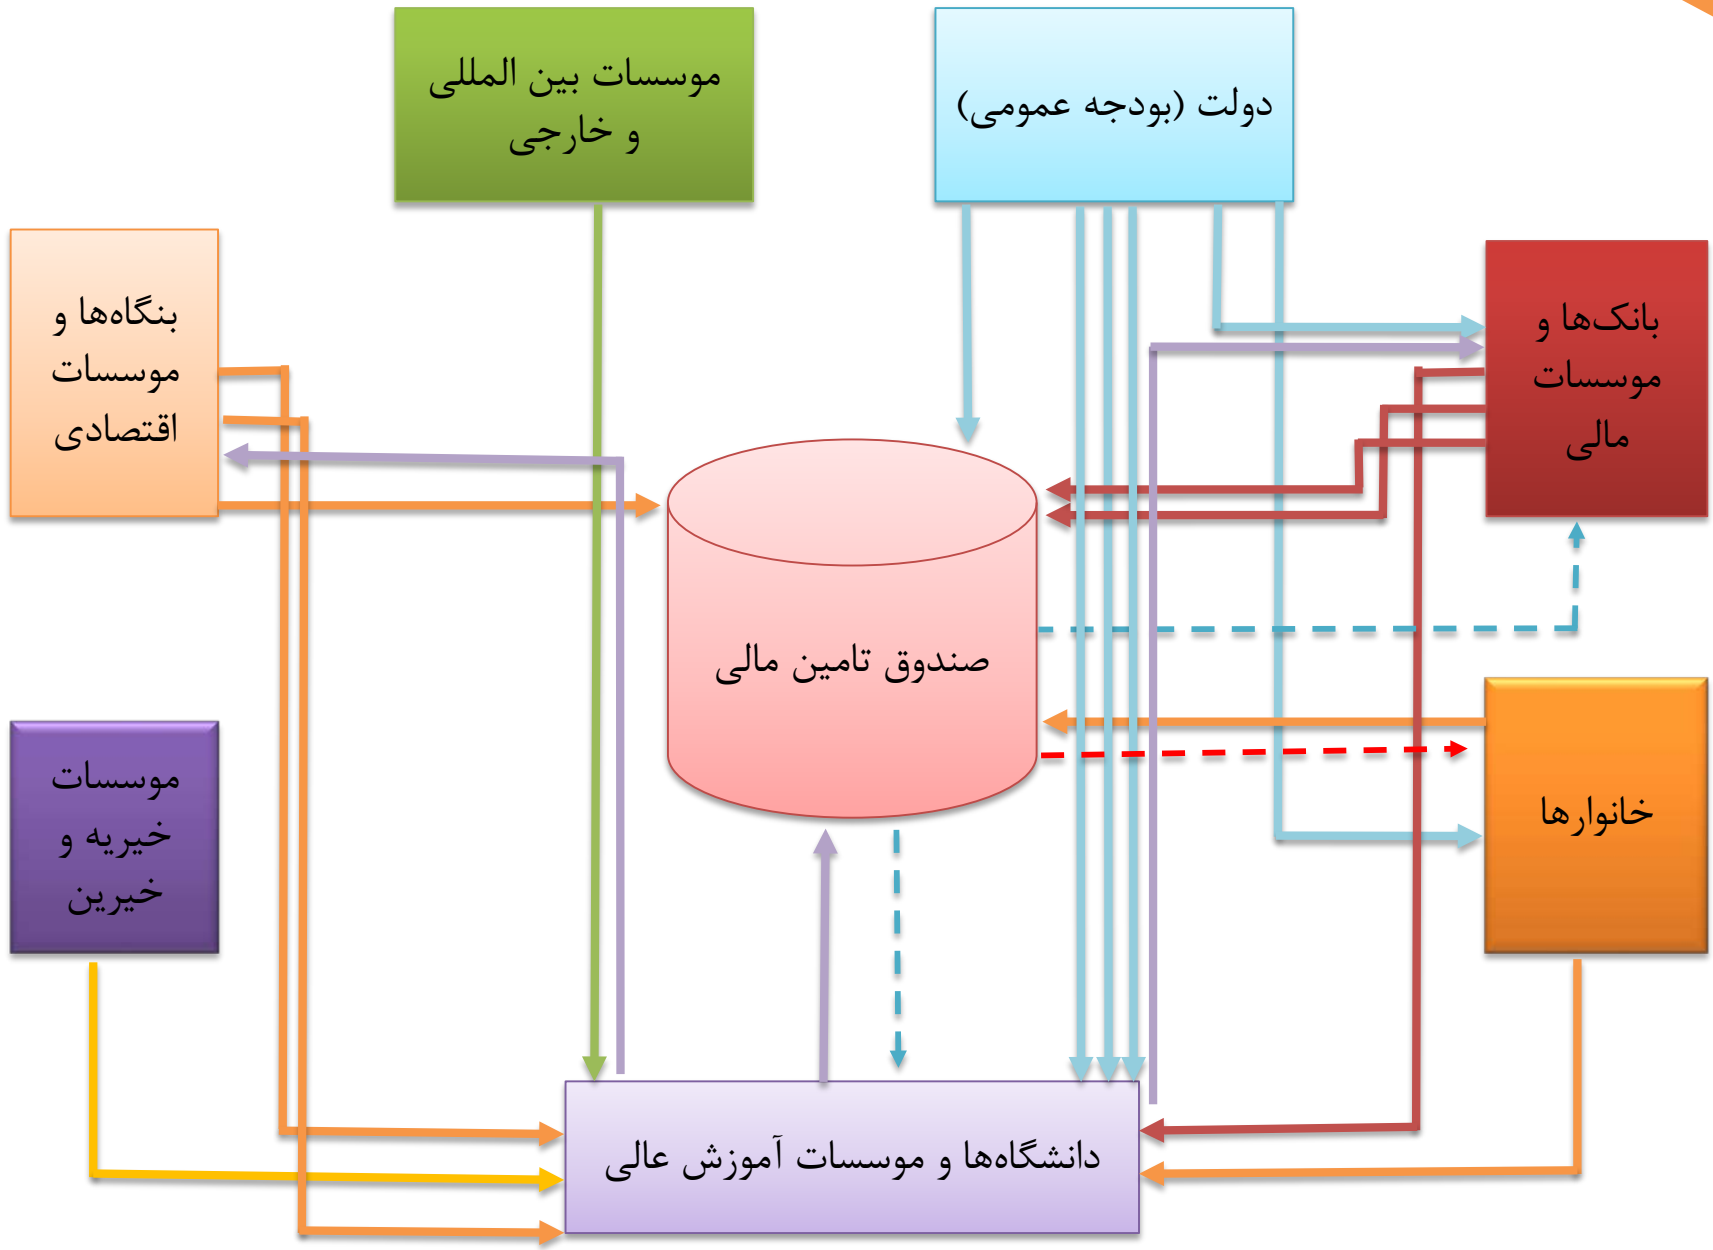 دولت (بودجه عمومی)
موسسات بین المللی
و خارجی
بانک‌ها و
موسسات
مالی
بنگاه‌ها و
موسسات
اقتصادی
صندوق تامین مالی
خانوارها
موسسات
خیریه و
خیرین
دانشگاه‌ها و موسسات آموزش عالی